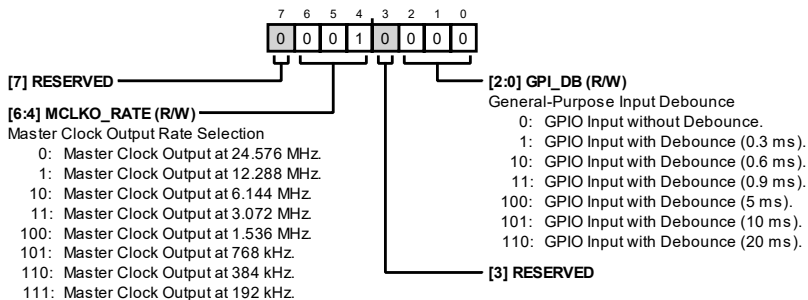 7 6 5 4 3 2 1 0
0 0 0 1 0 0 0 0
[7] RESERVED
[6:4] MCLKO_RATE (R/W)
Master Clock Output Rate Selection
0: Master Clock Output at 24.576 MHz.
1: Master Clock Output at 12.288 MHz.
10: Master Clock Output at 6.144 MHz.
11: Master Clock Output at 3.072 MHz.
100: Master Clock Output at 1.536 MHz.
101: Master Clock Output at 768 kHz.
110: Master Clock Output at 384 kHz.
111: Master Clock Output at 192 kHz.
[2:0] GPI_DB (R/W)
General-Purpose Input Debounce
0: GPIO Input without Debounce.
1: GPIO Input with Debounce (0.3 ms).
10: GPIO Input with Debounce (0.6 ms).
11: GPIO Input with Debounce (0.9 ms).
100: GPIO Input with Debounce (5 ms).
101: GPIO Input with Debounce (10 ms).
110: GPIO Input with Debounce (20 ms).
[3] RESERVED